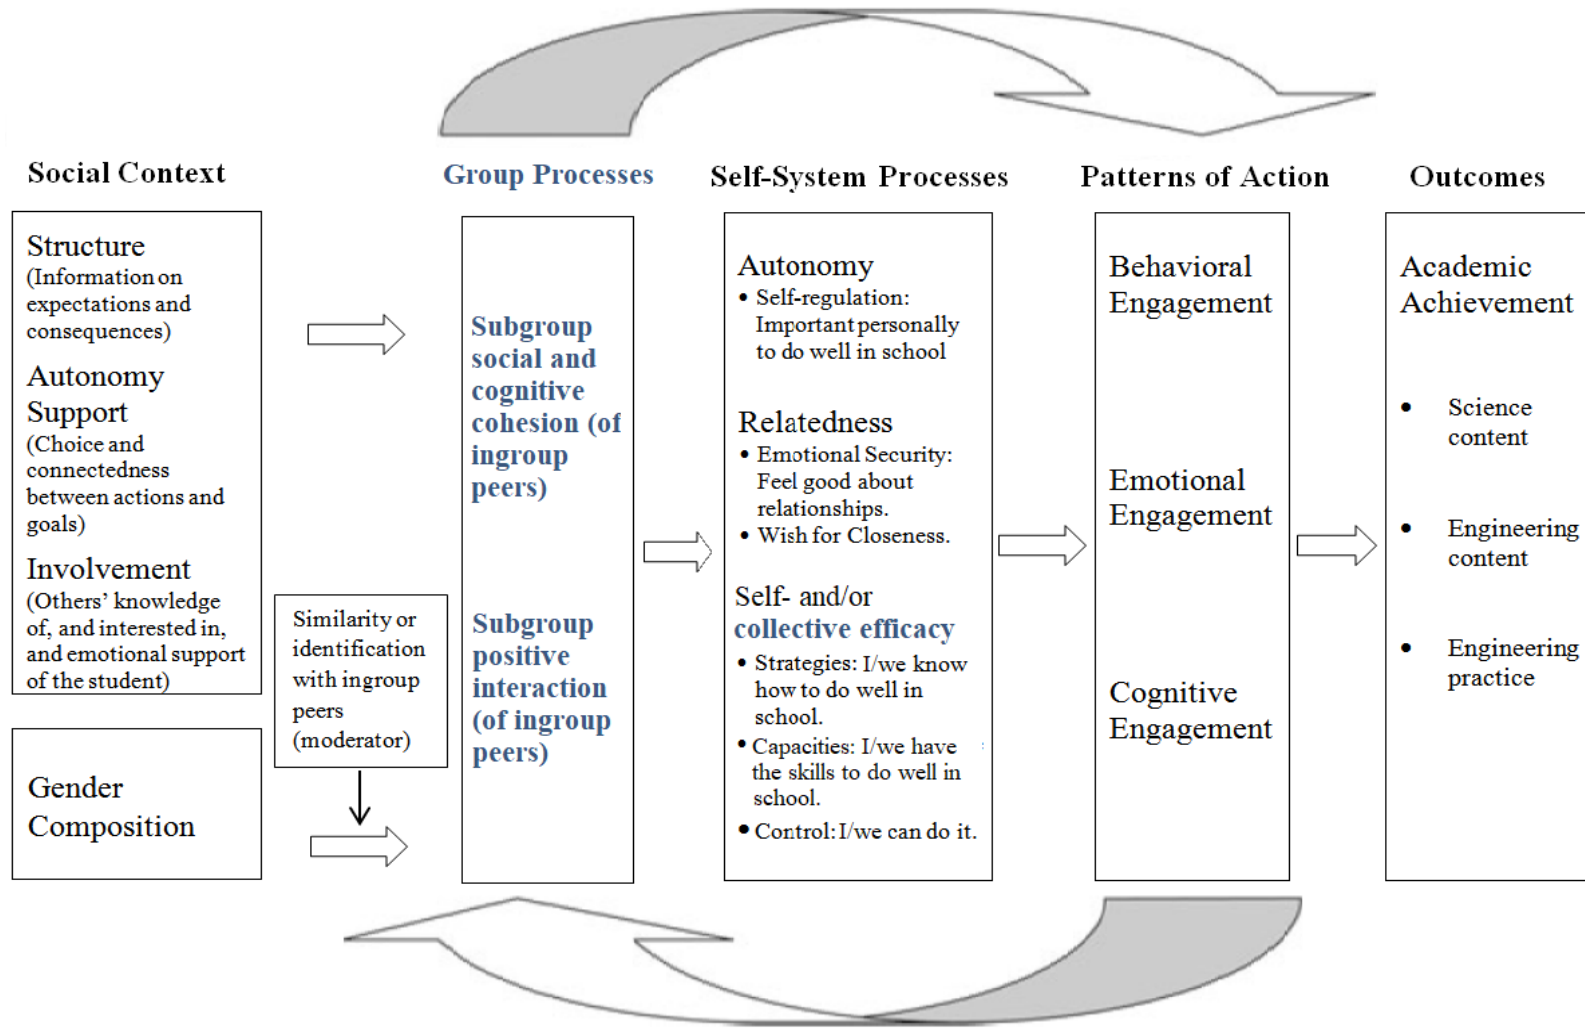 Social Context
Group Processes
Self-System Processes
Patterns of Action
Outcomes
Structure
(Information on
expectations and
consequences)
Autonomy
Support
(Choice and
connectedness
between actions and
goals)
Involvement
(Others' knowledge
of, and interested in,
and emotional support
of the student)
Gender
Composition
Similarity or
identification
with ingroup
peers
(moderator)
Subgroup
social and
cognitive
cohesion (of
ingroup
peers)
Subgroup
positive
interaction
(of ingroup
peers)
Autonomy
• Self-regulation:
Important personally
to do well in school
Relatedness
• Emotional Security:
Feel good about
relationships.
• Wish for Closeness.
Self- and/or
collective efficacy
• Strategies: I/we know
how to do well in
school.
• Capacities: I/we have
the skills to do well in
school.
• Control: I/we can do it.
Behavioral
Engagement
Emotional
Engagement
Cognitive
Engagement
Academic
Achievement
• Science
content
• Engineering
content
• Engineering
practice